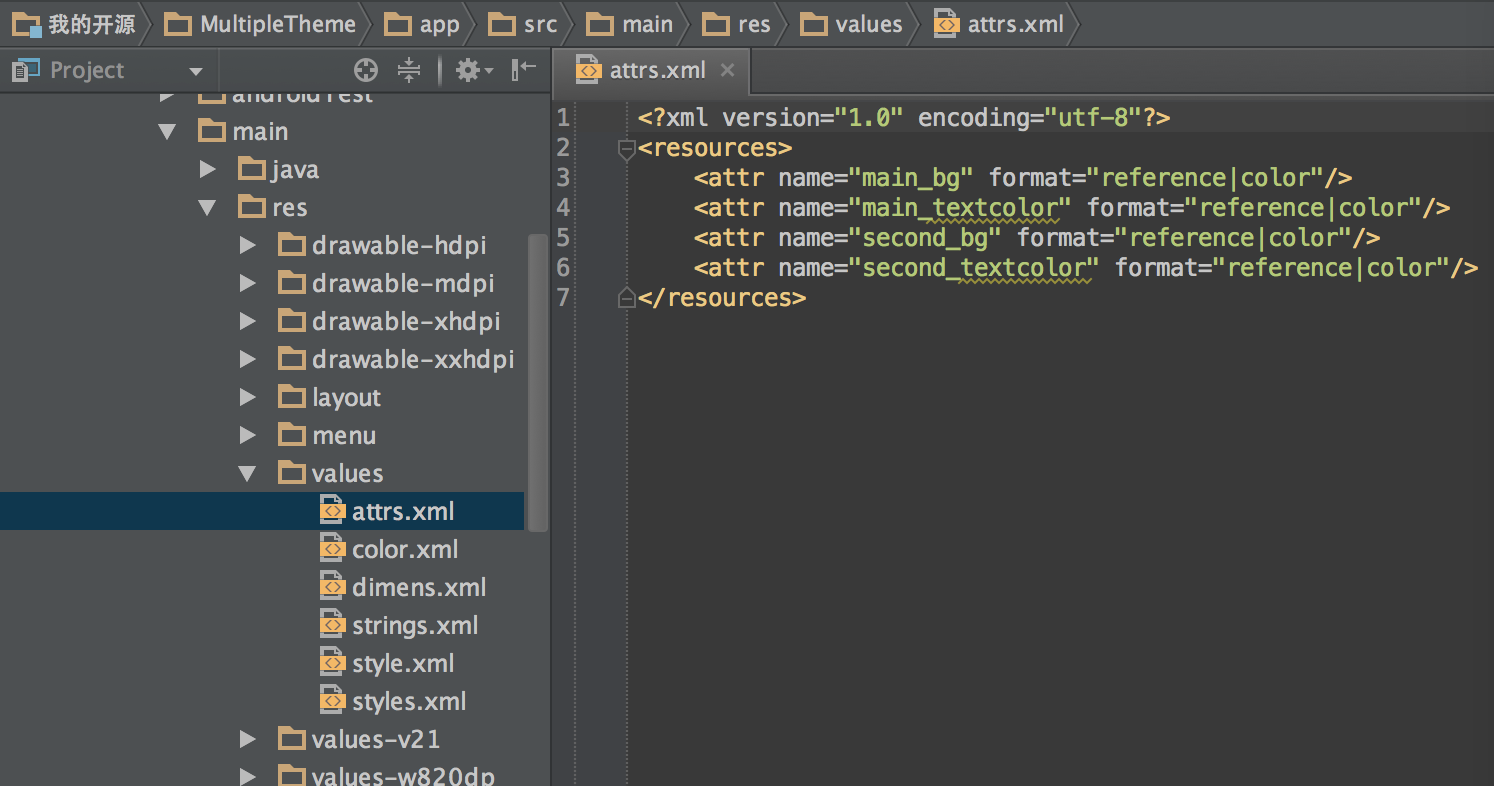 我的开源 MultipleTheme app src main res values attrs.xml
Project
attrs.xml
androidTest
main
java
res
drawable-hdpi
drawable-mdpi
drawable-xhdpi
drawable-xxhdpi
layout
menu
values
attrs.xml
color.xml
dimens.xml
strings.xml
style.xml
styles.xml
values-v21
values-w820dp
1 <?xml version="1.0" encoding="utf-8"?>
2 <resources>
3 <attr name="main_bg" format="reference|color"/>
4 <attr name="main_textcolor" format="reference|color"/>
5 <attr name="second_bg" format="reference|color"/>
6 <attr name="second_textcolor" format="reference|color"/>
7 </resources>